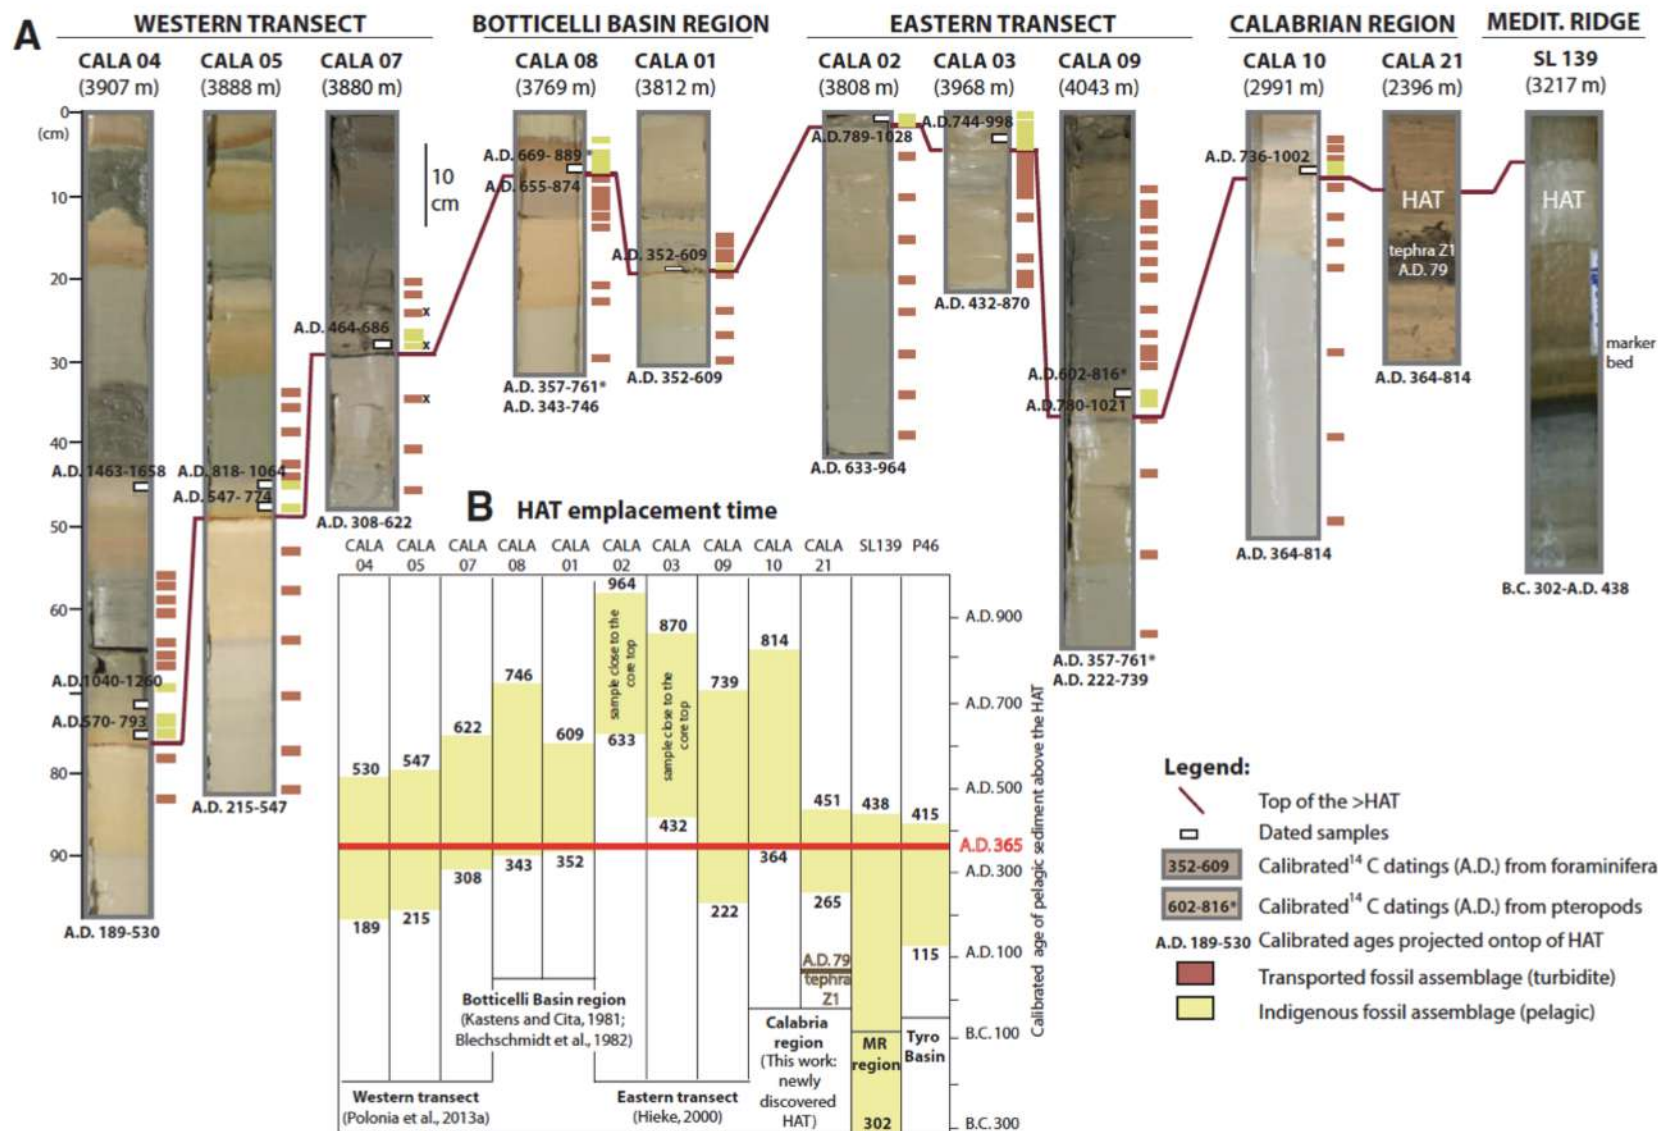 A
WESTERN TRANSECT
BOTTICELLI BASIN REGION
EASTERN TRANSECT
CALABRIAN REGION
MEDIT. RIDGE
CALA 04
(3907 m)
CALA 05
(3888 m)
CALA 07
(3880 m)
CALA 08
(3769 m)
CALA 01
(3812 m)
CALA 02
(3808 m)
CALA 03
(3968 m)
CALA 09
(4043 m)
CALA 10
(2991 m)
CALA 21
(2396 m)
SL 139
(3217 m)
0
(cm)
10
20
30
40
50
60
80
90
10
cm
A.D. 1463-1658
A.D. 1040-1260
A.D. 570-793
A.D. 189-530
A.D. 818-1064
A.D. 547-774
A.D. 215-547
A.D. 464-686
x
x
x
A.D. 308-622
A.D. 669-889*
A.D. 655-874
A.D. 357-761*
A.D. 343-746
A.D. 352-609
A.D. 352-609
A.D. 789-1028
A.D. 633-964
A.D. 744-998
A.D. 432-870
A.D. 602-816*
A.D. 780-1021
A.D. 357-761*
A.D. 222-739
A.D. 736-1002
A.D. 364-814
HAT
tephra Z1
A.D. 79
A.D. 364-814
HAT
marker
bed
B.C. 302-A.D. 438
B HAT emplacement time
CALA
04
CALA
05
CALA
07
CALA
08
CALA
01
CALA
02
CALA
03
CALA
09
CALA
10
CALA
21
SL139
P46
530
189
547
215
622
308
746
343
609
352
964
sample close to the
core top
633
870
sample close to the
core top
432
739
222
814
364
451
265
A.D. 79
tephra
Z1
438
302
415
115
A.D. 900
A.D. 700
A.D. 500
A.D. 365
A.D. 300
A.D. 100
B.C. 100
B.C. 300
Calibrated age of pelagic sediment above the HAT
Western transect
(Polonia et al., 2013a)
Botticelli Basin region
(Kastens and Cita, 1981;
Blechschmidt et al., 1982)
Eastern transect
(Hieke, 2000)
Calabria
region
(This work:
newly
discovered
HAT)
MR
region
Tyro
Basin
Legend:
Top of the >HAT
Dated samples
352-609 Calibrated ¹⁴ C datings (A.D.) from foraminifera
602-816* Calibrated ¹⁴ C datings (A.D.) from pteropods
A.D. 189-530 Calibrated ages projected ontop of HAT
Transported fossil assemblage (turbidite)
Indigenous fossil assemblage (pelagic)